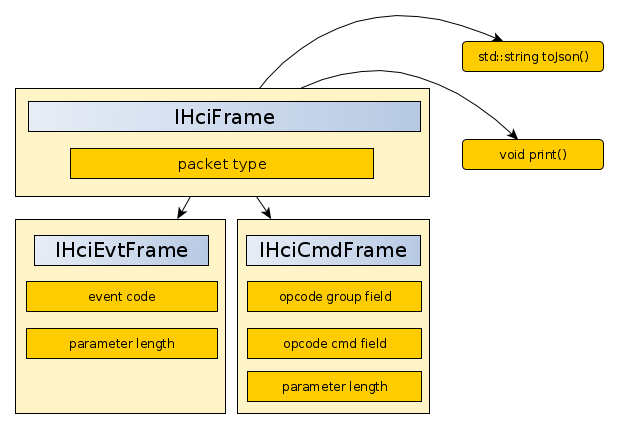 std::string toJson()
IHciFrame
packet type
void print()
IHciEvtFrame
event code
parameter length
IHciCmdFrame
opcode group field
opcode cmd field
parameter length